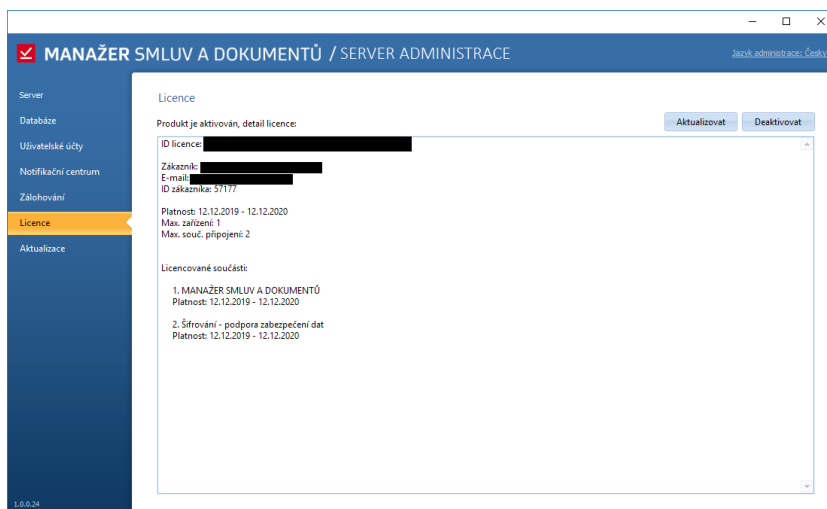 MANAŽER SMLUV A DOKUMENTŮ / SERVER ADMINISTRACE
Jazyk administrace: Česky
Server
Databáze
Uživatelské účty
Notifikační centrum
Zálohování
Licence
Aktualizace
1.0.0.24
Licence
Produkt je aktivován, detail licence:
Aktualizovat
Deaktivovat
ID licence:
Zákazník:
E-mail:
ID zákazníka: 57177
Platnost: 12.12.2019 - 12.12.2020
Max. zařízení: 1
Max. souč. připojení: 2
Licencované součásti:
1. MANAŽER SMLUV A DOKUMENTŮ
Platnost: 12.12.2019 - 12.12.2020
2. Šifrování - podpora zabezpečení dat
Platnost: 12.12.2019 - 12.12.2020